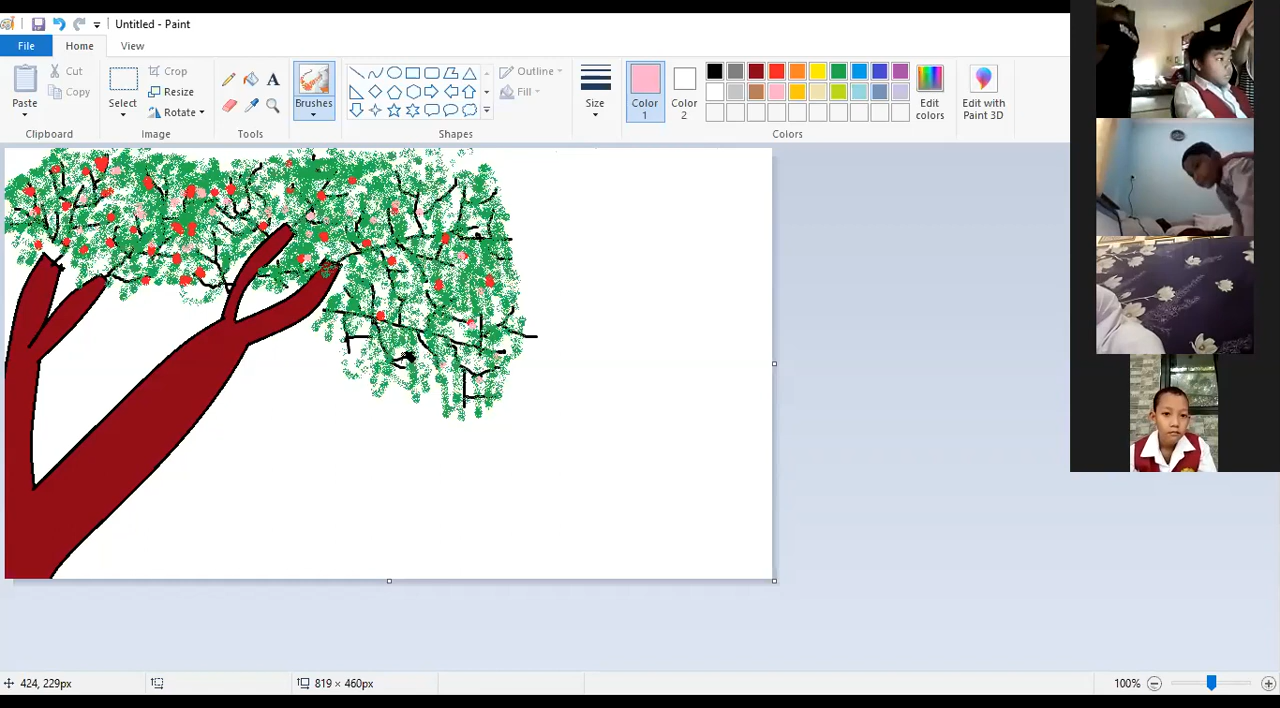 Untitled - Paint
File Home View
Paste
Cut
Copy
Clipboard
Select
Crop
Resize
Rotate
Image
A
Tools
Brushes
Shapes
Outline
Fill
Size
Color 1
Color 2
Colors
Edit colors
Edit with Paint 3D
424, 229px
819 × 460px
100%